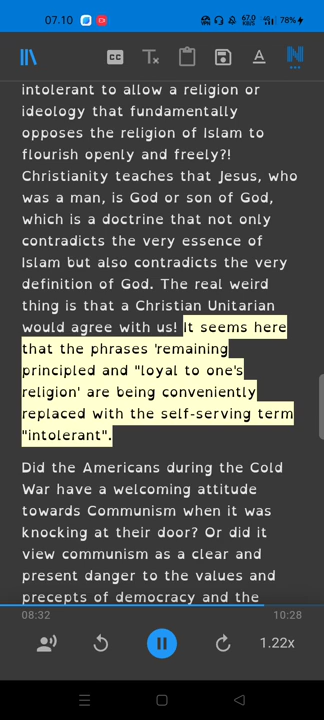 07.10
67.0
KB/S
4G
78%
CC
intolerant to allow a religion or
ideology that fundamentally
opposes the religion of Islam to
flourish openly and freely?!
Christianity teaches that Jesus, who
was a man, is God or son of God,
which is a doctrine that not only
contradicts the very essence of
Islam but also contradicts the very
definition of God. The real weird
thing is that a Christian Unitarian
would agree with us! It seems here
that the phrases 'remaining
principled and "loyal to one's
religion' are being conveniently
replaced with the self-serving term
"intolerant".
Did the Americans during the Cold
War have a welcoming attitude
towards Communism when it was
knocking at their door? Or did it
view communism as a clear and
present danger to the values and
precepts of democracy and the
08:32
10:28
1.22x